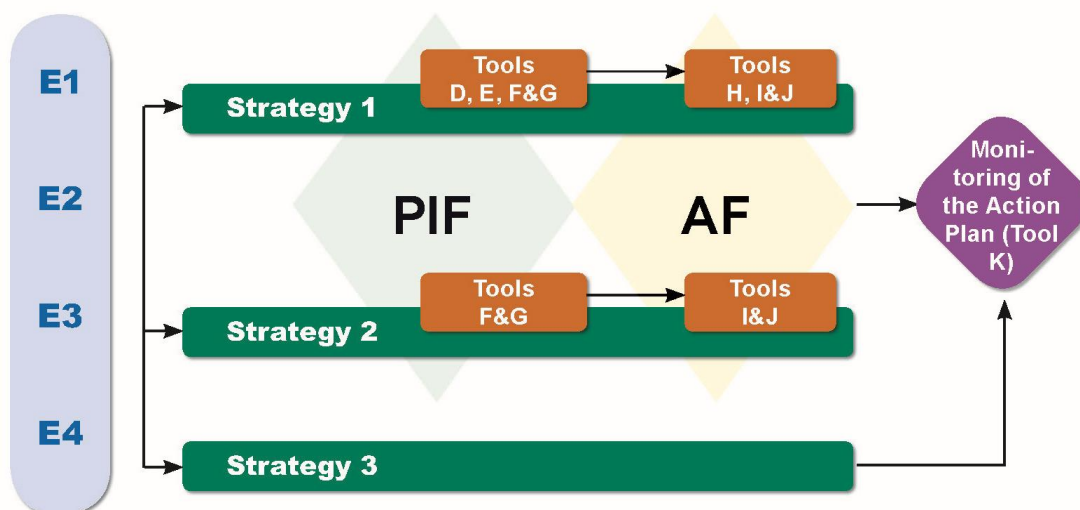 E1
E2
E3
E4
Tools
D, E, F&G
Tools
H, I&J
Strategy 1
PIF
AF
Moni-
toring of
the Action
Plan (Tool
K)
Tools
F&G
Tools
I&J
Strategy 2
Strategy 3